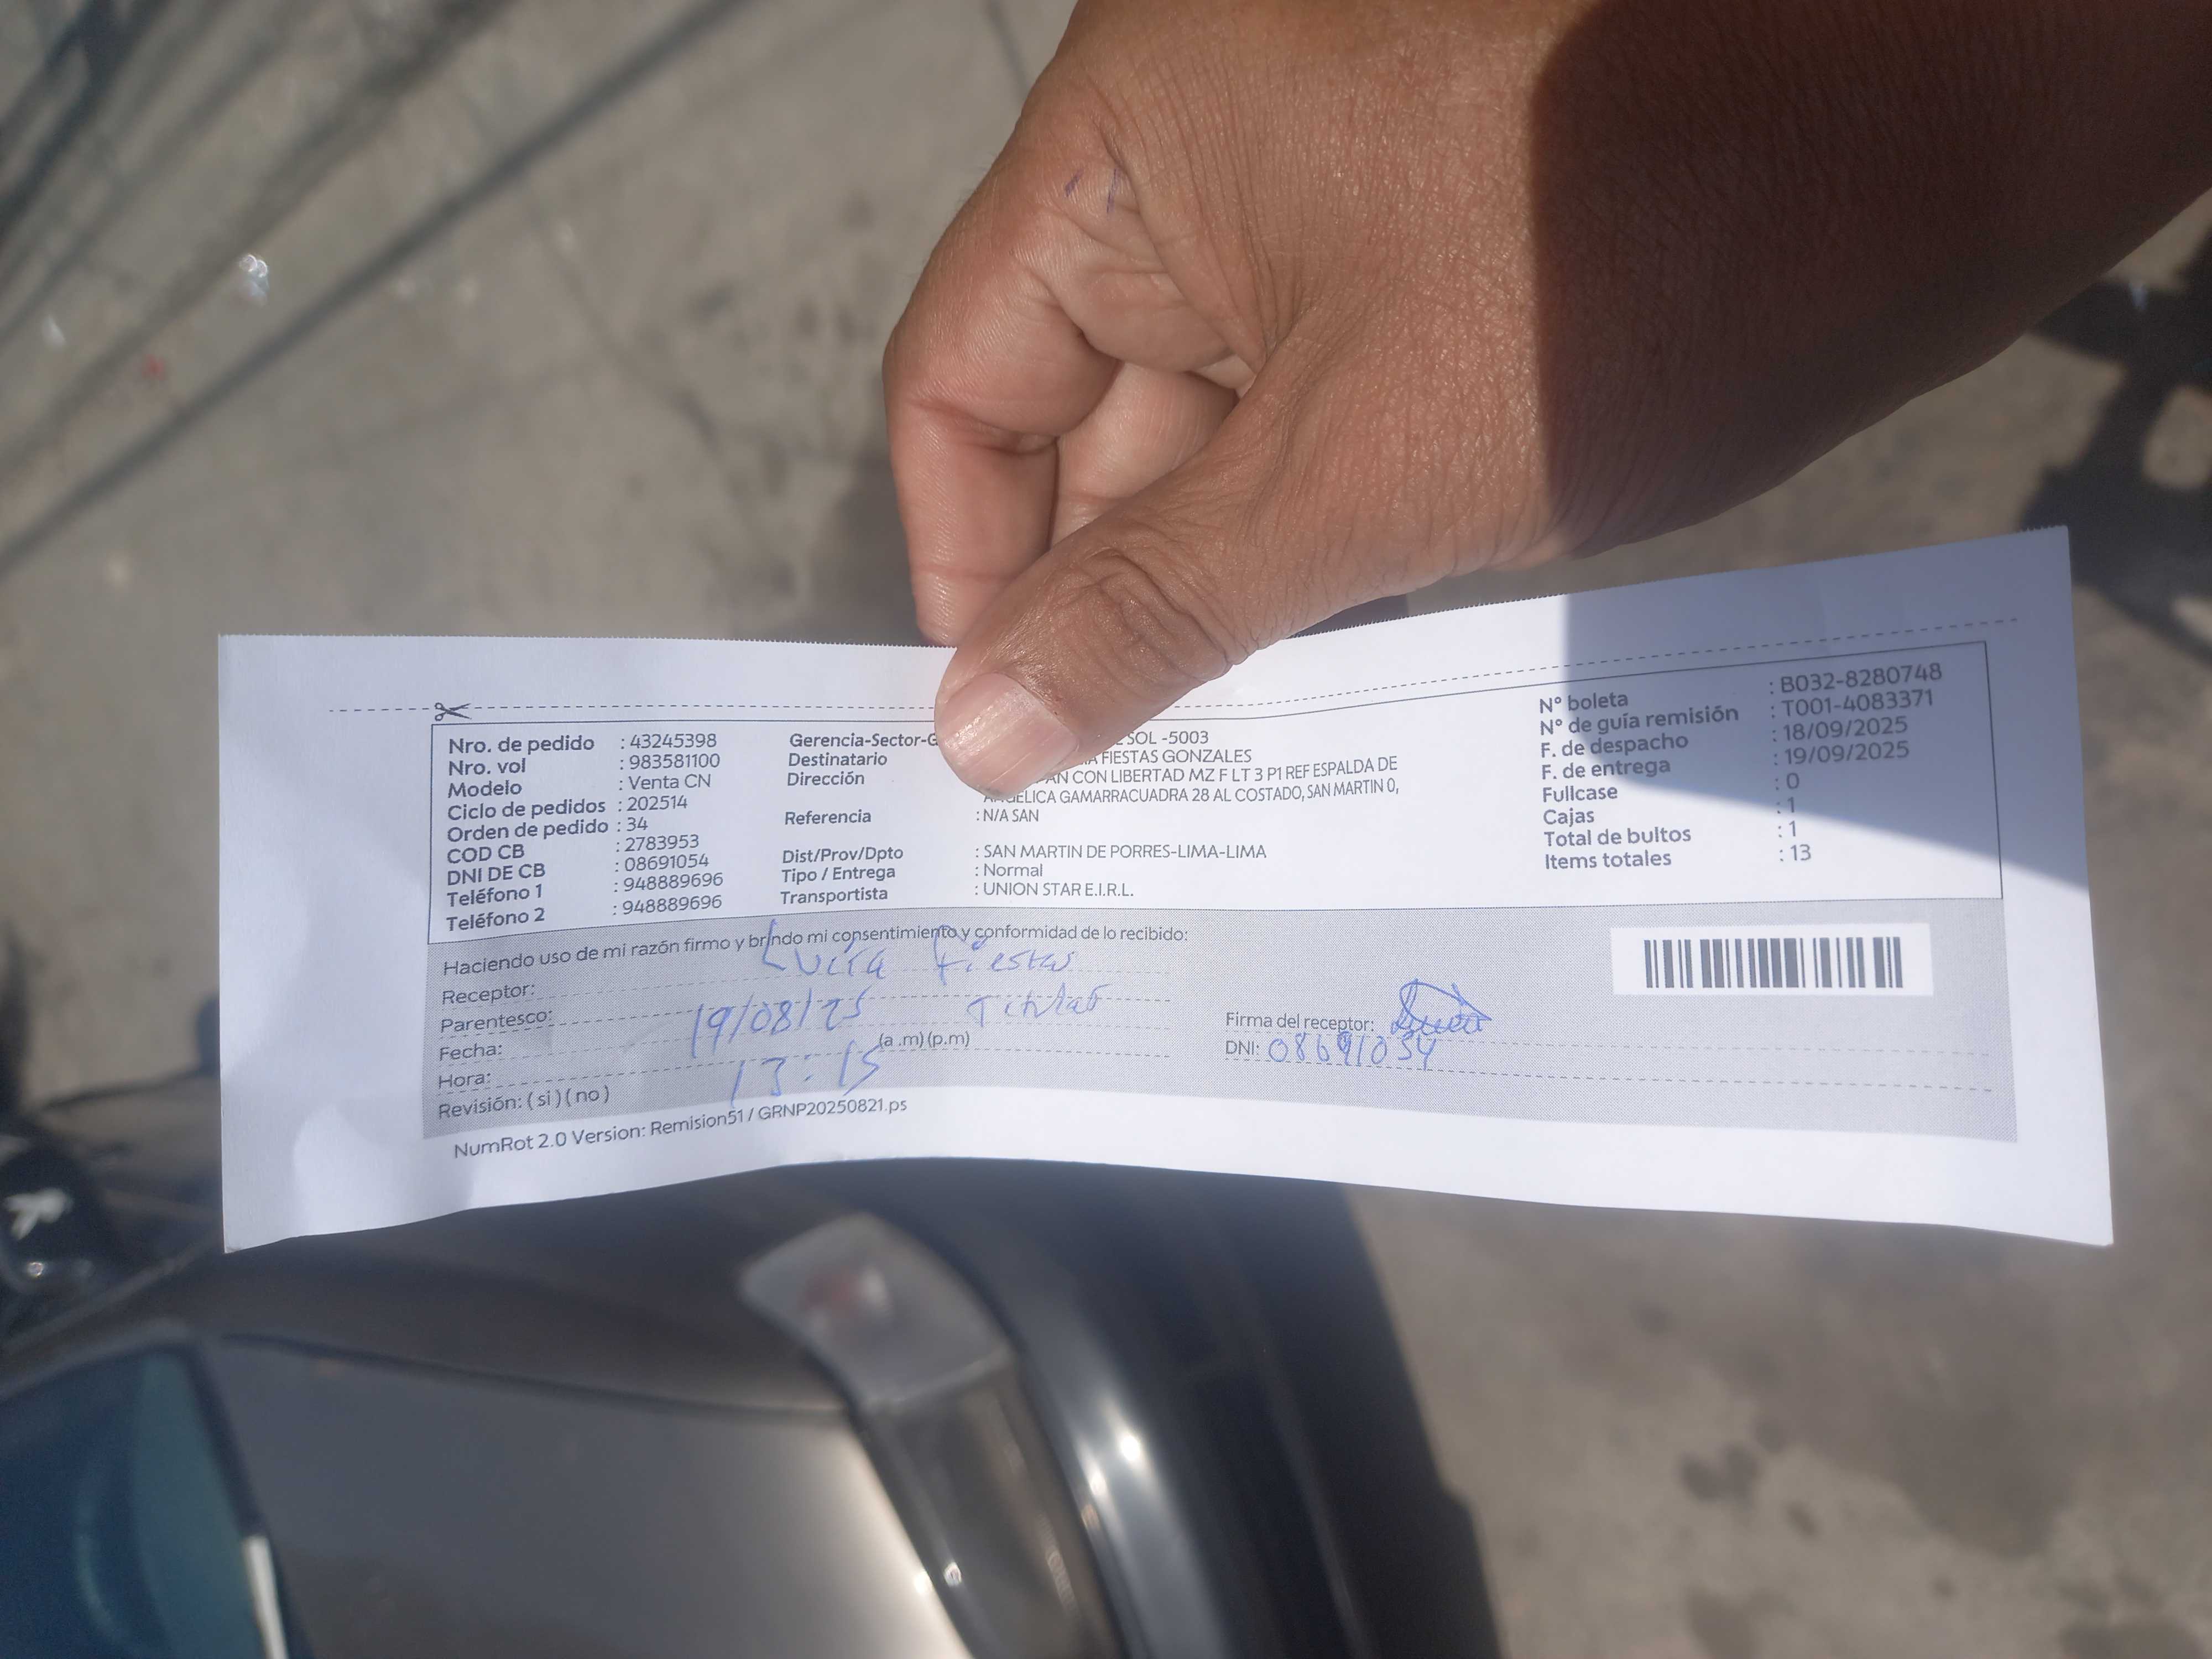 Nro. de pedido : 43245398
Nro. vol : 983581100
Modelo : Venta CN
Ciclo de pedidos : 202514
Orden de pedido : 34
COD CB : 2783953
DNI DE CB : 08691054
Teléfono 1 : 948889696
Teléfono 2 : 948889696
Gerencia-Sector-G SOL -5003
Destinatario FIESTAS GONZALES
Dirección CON LIBERTAD MZ F LT 3 P1 REF ESPALDA DE
ANGELICA GAMARRACUADRA 28 AL COSTADO, SAN MARTIN 0,
Referencia : N/A SAN
Dist/Prov/Dpto : SAN MARTIN DE PORRES-LIMA-LIMA
Tipo / Entrega : Normal
Transportista : UNION STAR E.I.R.L.
N° boleta : B032-8280748
N° de guía remisión : T001-4083371
F. de despacho : 18/09/2025
F. de entrega : 19/09/2025
Fullcase : 0
Cajas : 1
Total de bultos : 1
Items totales : 13
Haciendo uso de mi razón firmo y brindo mi consentimiento y conformidad de lo recibido:
Receptor: Lucía Fiestas
Parentesco: Titular
Fecha: 19/08/25
Hora: 13:15 (a .m) (p.m)
Revisión: ( si ) ( no )
Firma del receptor:
DNI: 08691054
NumRot 2.0 Version: Remision51 / GRNP20250821.ps